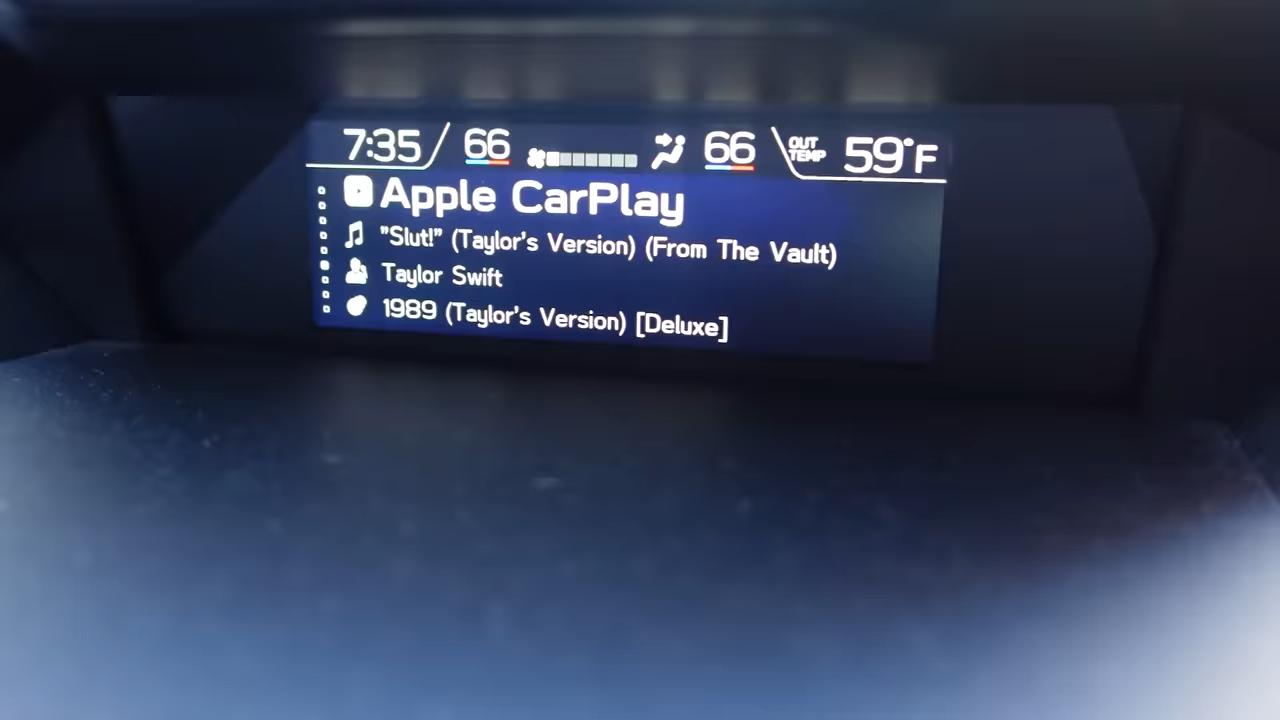 7:35 66 66 OUT TEMP 59°F
Apple CarPlay
"Slut!" (Taylor's Version) (From The Vault)
Taylor Swift
1989 (Taylor's Version) [Deluxe]